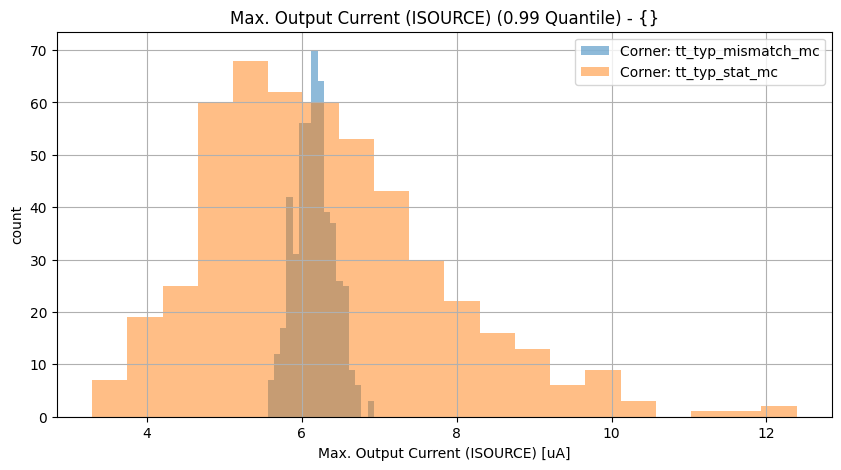 Max. Output Current (ISOURCE) (0.99 Quantile) - {}
Corner: tt_typ_mismatch_mc
Corner: tt_typ_stat_mc
70
60
50
40
30
20
10
0
count
4 6 8 10 12
Max. Output Current (ISOURCE) [uA]